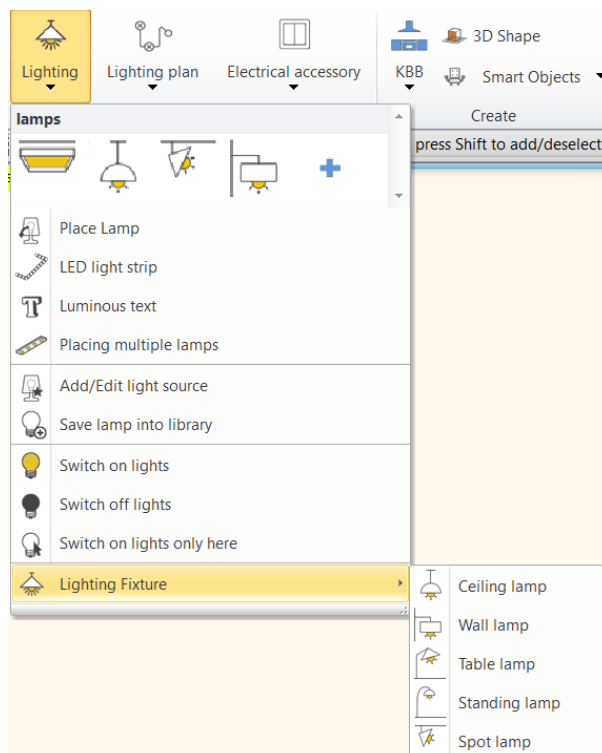 Lighting
Lighting plan
Electrical accessory
KBB
3D Shape
Smart Objects
Create
lamps
press Shift to add/deselect
Place Lamp
LED light strip
Luminous text
Placing multiple lamps
Add/Edit light source
Save lamp into library
Switch on lights
Switch off lights
Switch on lights only here
Lighting Fixture
Ceiling lamp
Wall lamp
Table lamp
Standing lamp
Spot lamp